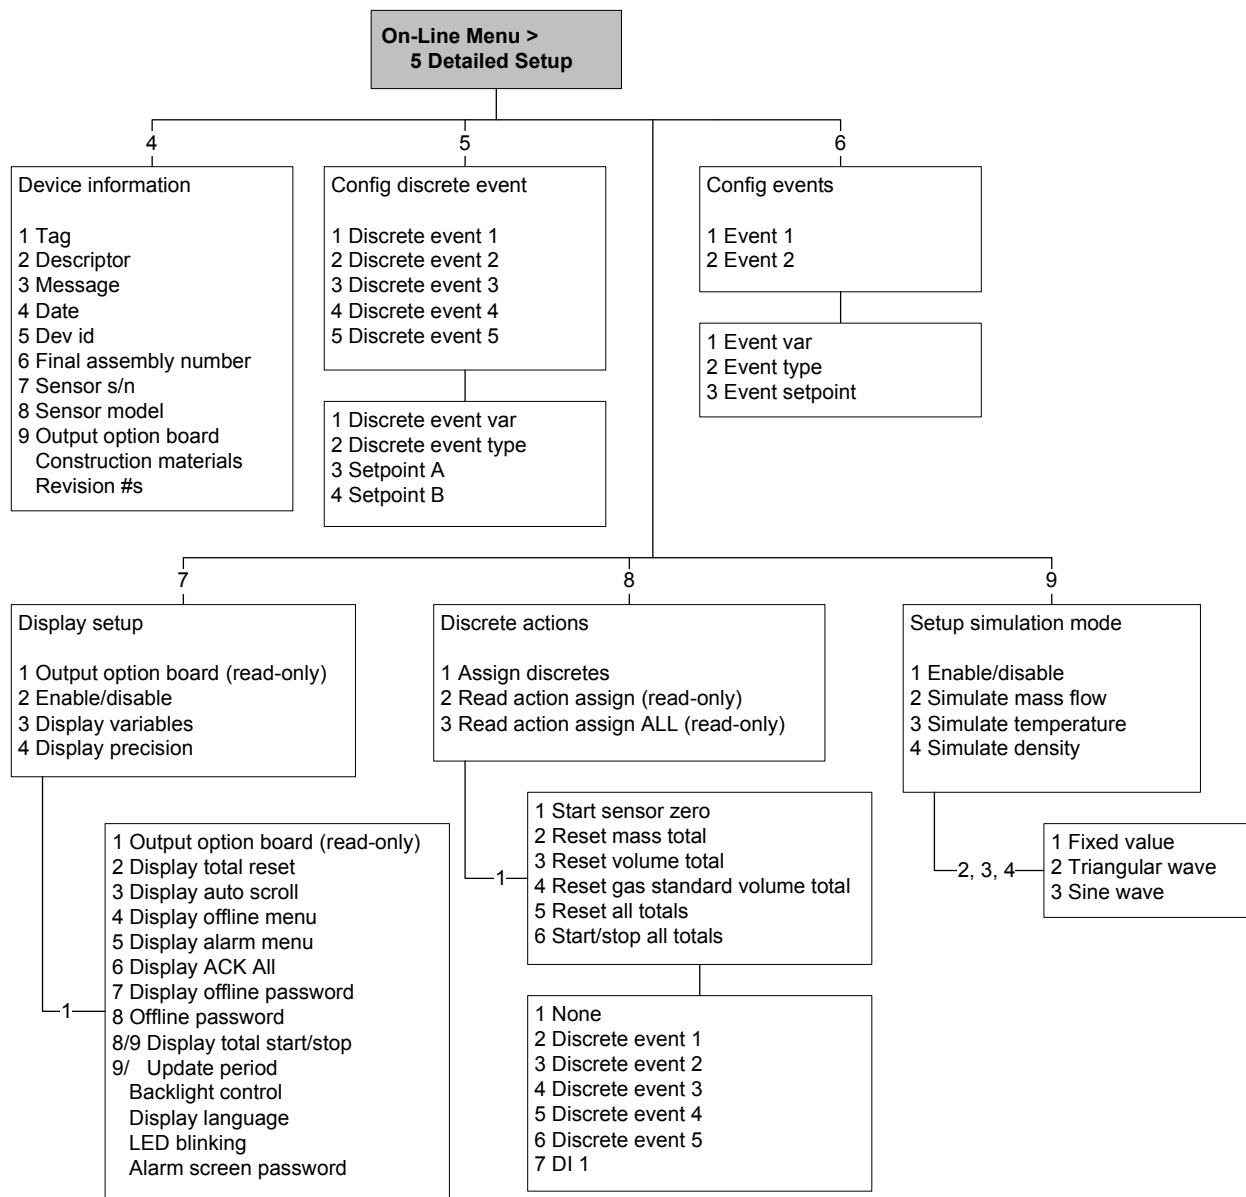 On-Line Menu >
5 Detailed Setup
4
5
6
Device information
1 Tag
2 Descriptor
3 Message
4 Date
5 Dev id
6 Final assembly number
7 Sensor s/n
8 Sensor model
9 Output option board
Construction materials
Revision #s
Config discrete event
1 Discrete event 1
2 Discrete event 2
3 Discrete event 3
4 Discrete event 4
5 Discrete event 5
1 Discrete event var
2 Discrete event type
3 Setpoint A
4 Setpoint B
Config events
1 Event 1
2 Event 2
1 Event var
2 Event type
3 Event setpoint
7
8
9
Display setup
1 Output option board (read-only)
2 Enable/disable
3 Display variables
4 Display precision
1
1 Output option board (read-only)
2 Display total reset
3 Display auto scroll
4 Display offline menu
5 Display alarm menu
6 Display ACK All
7 Display offline password
8 Offline password
8/9 Display total start/stop
9/ Update period
Backlight control
Display language
LED blinking
Alarm screen password
Discrete actions
1 Assign discretes
2 Read action assign (read-only)
3 Read action assign ALL (read-only)
1
1 Start sensor zero
2 Reset mass total
3 Reset volume total
4 Reset gas standard volume total
5 Reset all totals
6 Start/stop all totals
1 None
2 Discrete event 1
3 Discrete event 2
4 Discrete event 3
5 Discrete event 4
6 Discrete event 5
7 DI 1
Setup simulation mode
1 Enable/disable
2 Simulate mass flow
3 Simulate temperature
4 Simulate density
2, 3, 4
1 Fixed value
2 Triangular wave
3 Sine wave